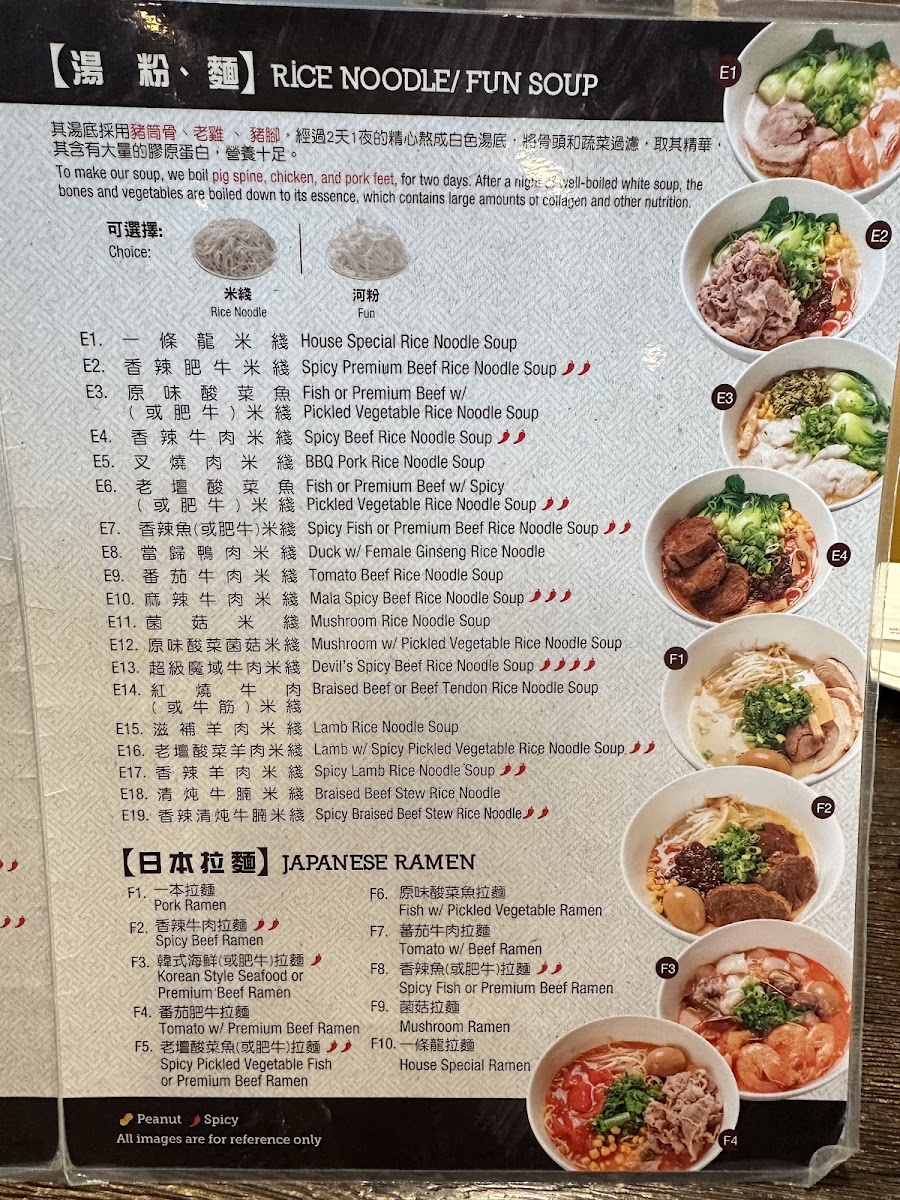 【湯 粉、麵】RiCE NOODLE/ FUN SOUP
E1
其湯底採用豬筒骨、老雞、豬腳，經過2天1夜的精心熬成白色湯底，將骨頭和蔬菜過濾，取其精華，
其含有大量的膠原蛋白，營養十足。
To make our soup, we boil pig spine, chicken, and pork feet, for two days. After a night of well-boiled white soup, the
bones and vegetables are boiled down to its essence, which contains large amounts of collagen and other nutrition.
可選擇:
Choice:
米綫
Rice Noodle
河粉
Fun
E2
E1. 一條龍米綫 House Special Rice Noodle Soup
E2. 香辣肥牛米綫 Spicy Premium Beef Rice Noodle Soup
E3. 原味酸菜魚 Fish or Premium Beef w/
(或肥牛)米綫 Pickled Vegetable Rice Noodle Soup
E3
E4. 香辣牛肉米綫 Spicy Beef Rice Noodle Soup
E5. 叉燒肉米綫 BBQ Pork Rice Noodle Soup
E6. 老壇酸菜魚 Fish or Premium Beef w/ Spicy
(或肥牛)米綫 Pickled Vegetable Rice Noodle Soup
E7. 香辣魚(或肥牛)米綫 Spicy Fish or Premium Beef Rice Noodle Soup
E8. 當歸鴨肉米綫 Duck w/ Female Ginseng Rice Noodle
E4
E9. 番茄牛肉米綫 Tomato Beef Rice Noodle Soup
E10. 麻辣牛肉米綫 Mala Spicy Beef Rice Noodle Soup
E11. 菌菇米綫 Mushroom Rice Noodle Soup
E12. 原味酸菜菌菇米綫 Mushroom w/ Pickled Vegetable Rice Noodle Soup
E13. 超級魔域牛肉米綫 Devil's Spicy Beef Rice Noodle Soup
F1
E14. 紅燒牛肉 Braised Beef or Beef Tendon Rice Noodle Soup
(或牛筋)米綫
E15. 滋補羊肉米綫 Lamb Rice Noodle Soup
E16. 老壇酸菜羊肉米綫 Lamb w/ Spicy Pickled Vegetable Rice Noodle Soup
E17. 香辣羊肉米綫 Spicy Lamb Rice Noodle Soup
E18. 清炖牛腩米綫 Braised Beef Stew Rice Noodle
E19. 香辣清炖牛腩米綫 Spicy Braised Beef Stew Rice Noodle
F2
【日本拉麵】JAPANESE RAMEN
F1. 一本拉麵
Pork Ramen
F2. 香辣牛肉拉麵
Spicy Beef Ramen
F3. 韓式海鮮(或肥牛)拉麵
Korean Style Seafood or
Premium Beef Ramen
F4. 番茄肥牛拉麵
Tomato w/ Premium Beef Ramen
F5. 老壇酸菜魚(或肥牛)拉麵
Spicy Pickled Vegetable Fish
or Premium Beef Ramen
F6. 原味酸菜魚拉麵
Fish w/ Pickled Vegetable Ramen
F7. 蕃茄牛肉拉麵
Tomato w/ Beef Ramen
F8. 香辣魚(或肥牛)拉麵
Spicy Fish or Premium Beef Ramen
F9. 菌菇拉麵
Mushroom Ramen
F10. 一條龍拉麵
House Special Ramen
F3
F4
Peanut Spicy
All images are for reference only